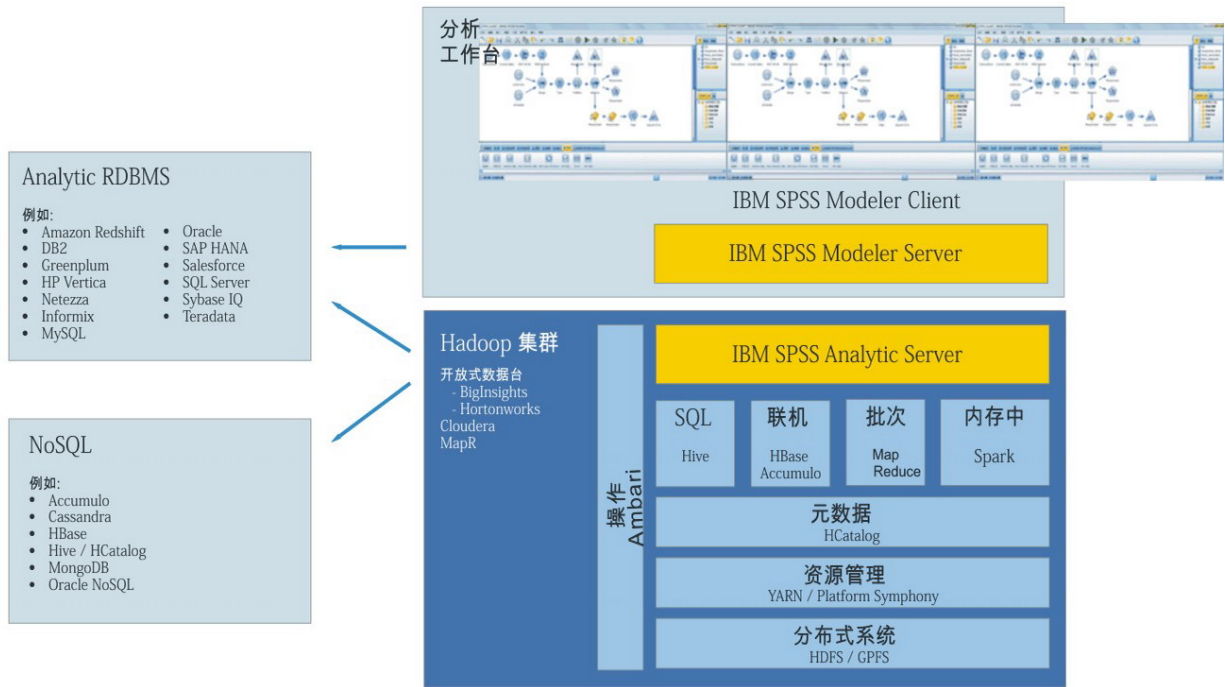 分析
工作台
IBM SPSS Modeler Client
IBM SPSS Modeler Server
Analytic RDBMS
例如:
• Amazon Redshift
• DB2
• Greenplum
• HP Vertica
• Netezza
• Informix
• MySQL
• Oracle
• SAP HANA
• Salesforce
• SQL Server
• Sybase IQ
• Teradata
NoSQL
例如:
• Accumulo
• Cassandra
• HBase
• Hive / HCatalog
• MongoDB
• Oracle NoSQL
Hadoop 集群
开放式数据台
- BigInsights
- Hortonworks
Cloudera
MapR
操作
Ambari
IBM SPSS Analytic Server
SQL
Hive
联机
HBase
Accumulo
批次
Map
Reduce
内存中
Spark
元数据
HCatalog
资源管理
YARN / Platform Symphony
分布式系统
HDFS / GPFS